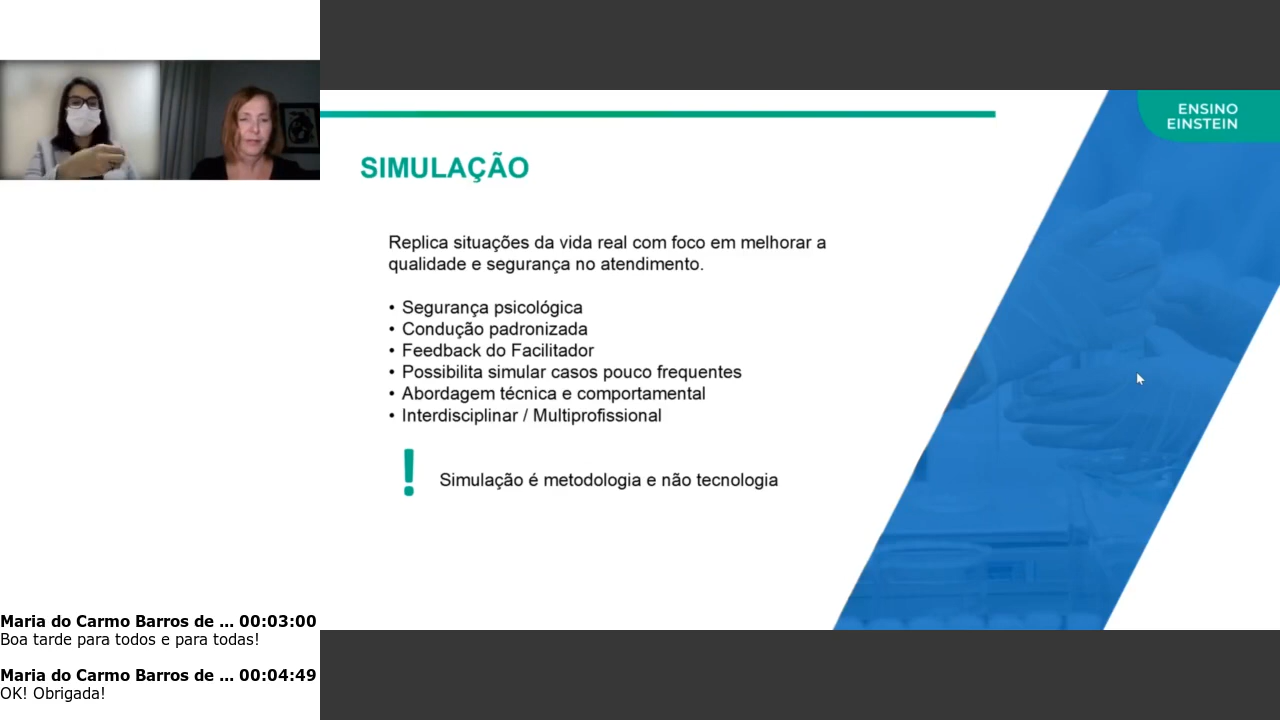 ENSINO
EINSTEIN
SIMULAÇÃO
Replica situações da vida real com foco em melhorar a
qualidade e segurança no atendimento.
• Segurança psicológica
• Condução padronizada
• Feedback do Facilitador
• Possibilita simular casos pouco frequentes
• Abordagem técnica e comportamental
• Interdisciplinar / Multiprofissional
! Simulação é metodologia e não tecnologia
Maria do Carmo Barros de ... 00:03:00
Boa tarde para todos e para todas!
Maria do Carmo Barros de ... 00:04:49
OK! Obrigada!